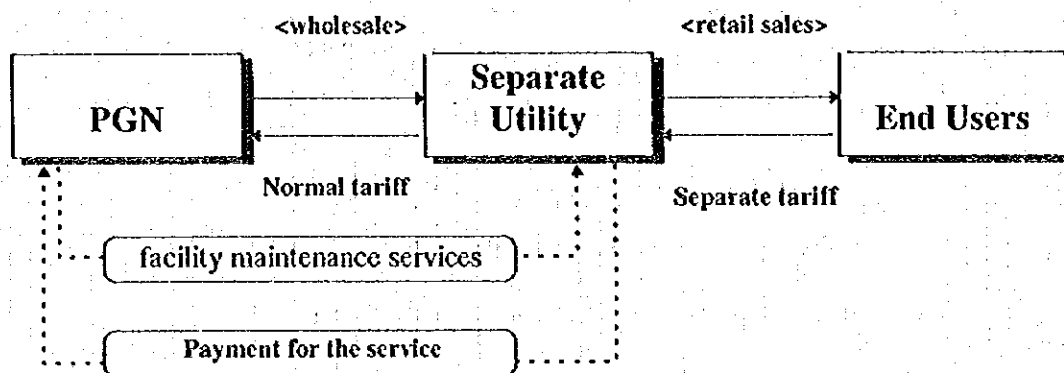 <wholesale>
<retail sales>
PGN
Separate
Utility
End Users
Normal tariff
Separate tariff
facility maintenance services
Payment for the service